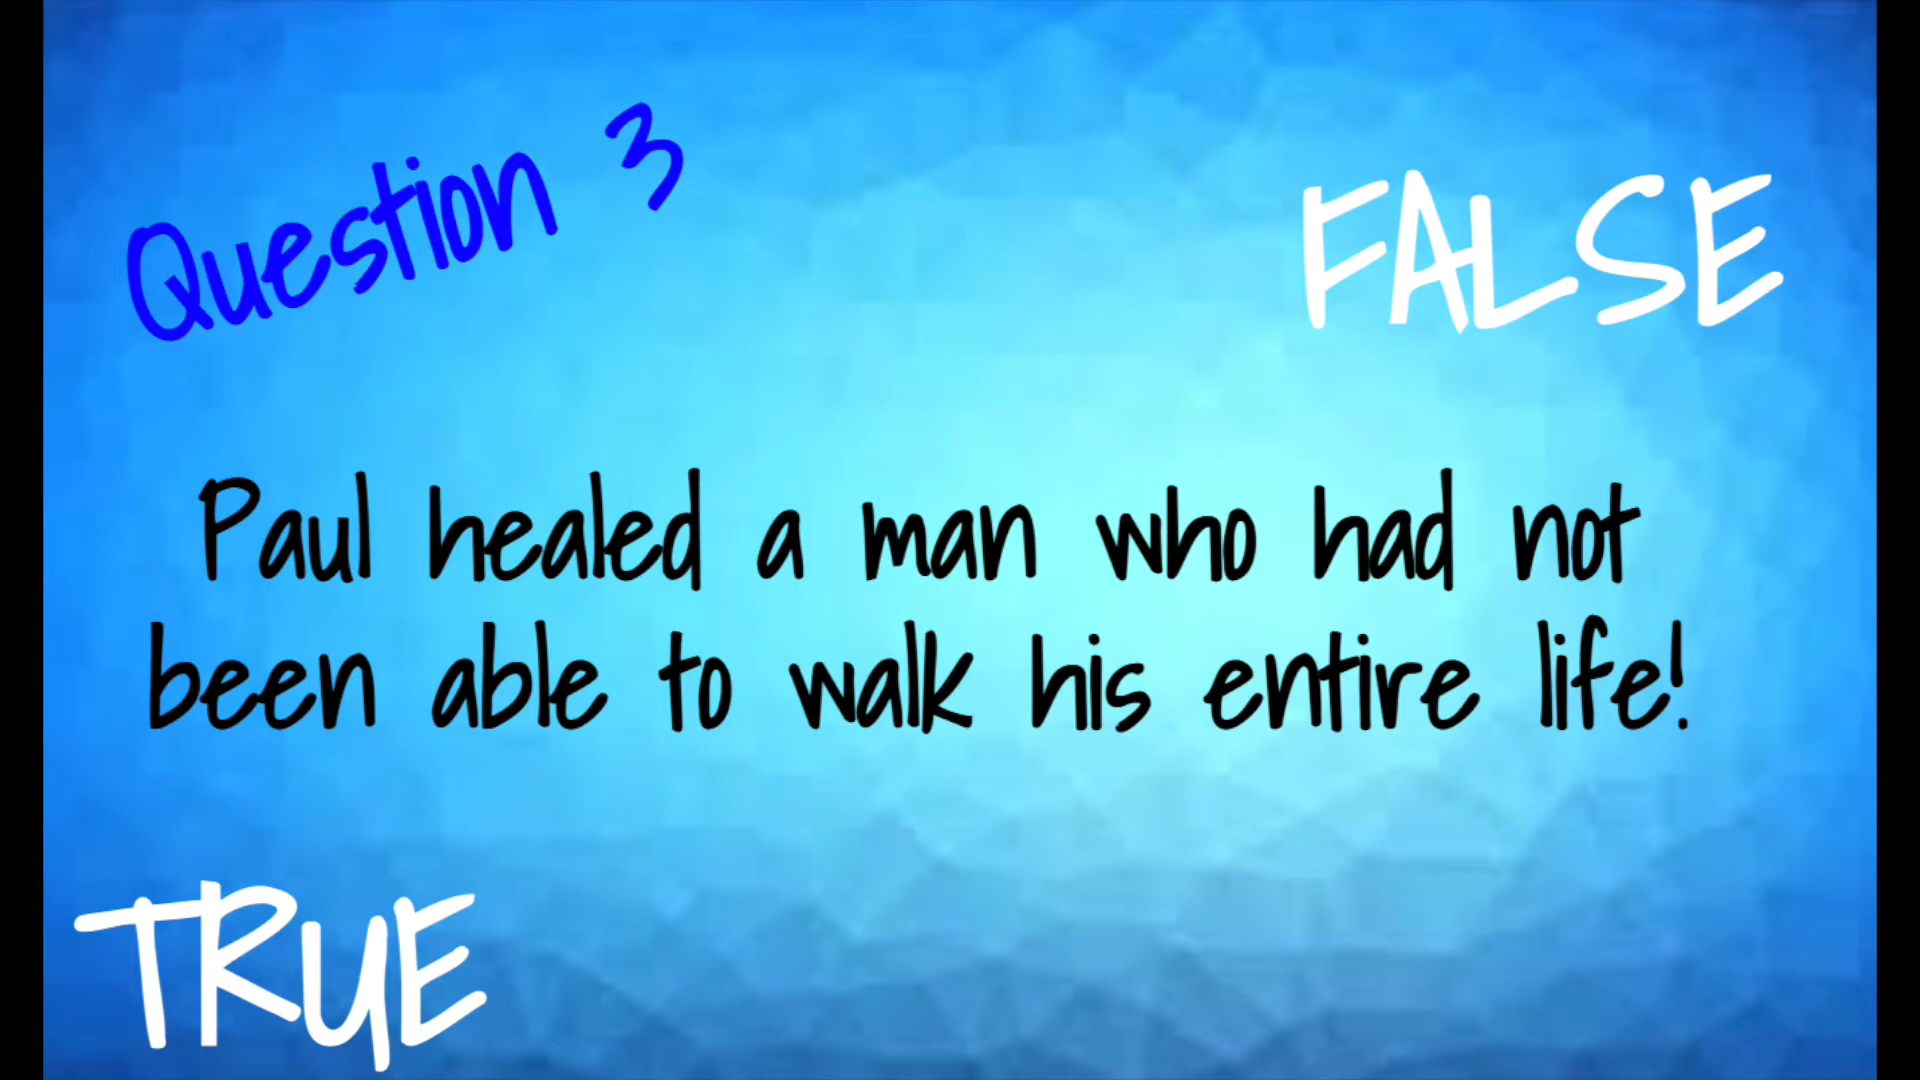 Question 3
FALSE
Paul healed a man who had not
been able to walk his entire life!
TRUE